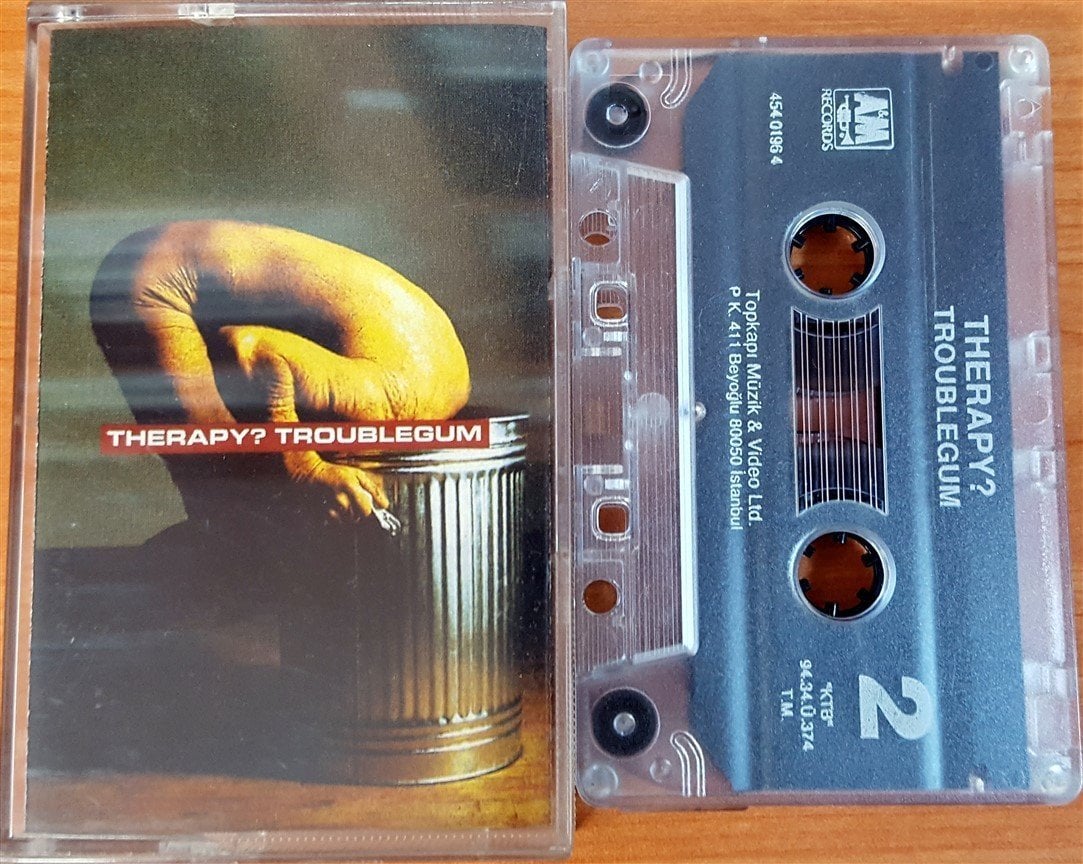 THERAPY? TROUBLEGUM
A&M
RECORDS
454 0196 4
THERAPY?
TROUBLEGUM
Topkapı Müzik & Video Ltd.
P.K. 411 Beyoğlu 80050 İstanbul
2
"KTB"
94.34.Ü.374
T.M.